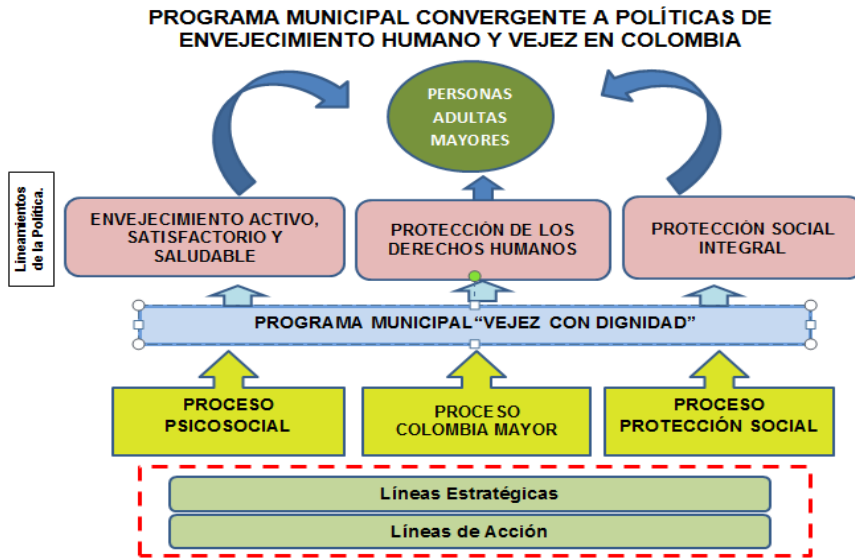 PROGRAMA MUNICIPAL CONVERGENTE A POLÍTICAS DE
ENVEJECIMIENTO HUMANO Y VEJEZ EN COLOMBIA
PERSONAS
ADULTAS
MAYORES
Lineamientos
de la Política.
ENVEJECIMIENTO ACTIVO,
SATISFACTORIO Y
SALUDABLE
PROTECCIÓN DE LOS
DERECHOS HUMANOS
PROTECCIÓN SOCIAL
INTEGRAL
PROGRAMA MUNICIPAL“VEJEZ CON DIGNIDAD”
PROCESO
PSICOSOCIAL
PROCESO
COLOMBIA MAYOR
PROCESO
PROTECCIÓN SOCIAL
Líneas Estratégicas
Líneas de Acción